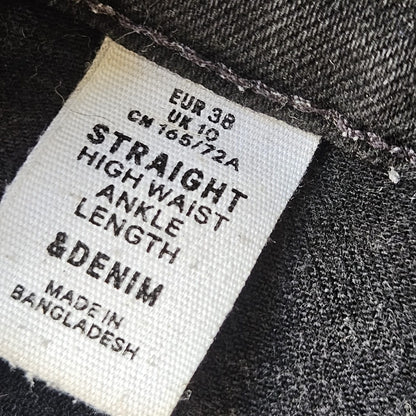 EUR 38
UK 10
CN 165/72A
STRAIGHT
HIGH WAIST
ANKLE
LENGTH
&DENIM
MADE IN
BANGLADESH